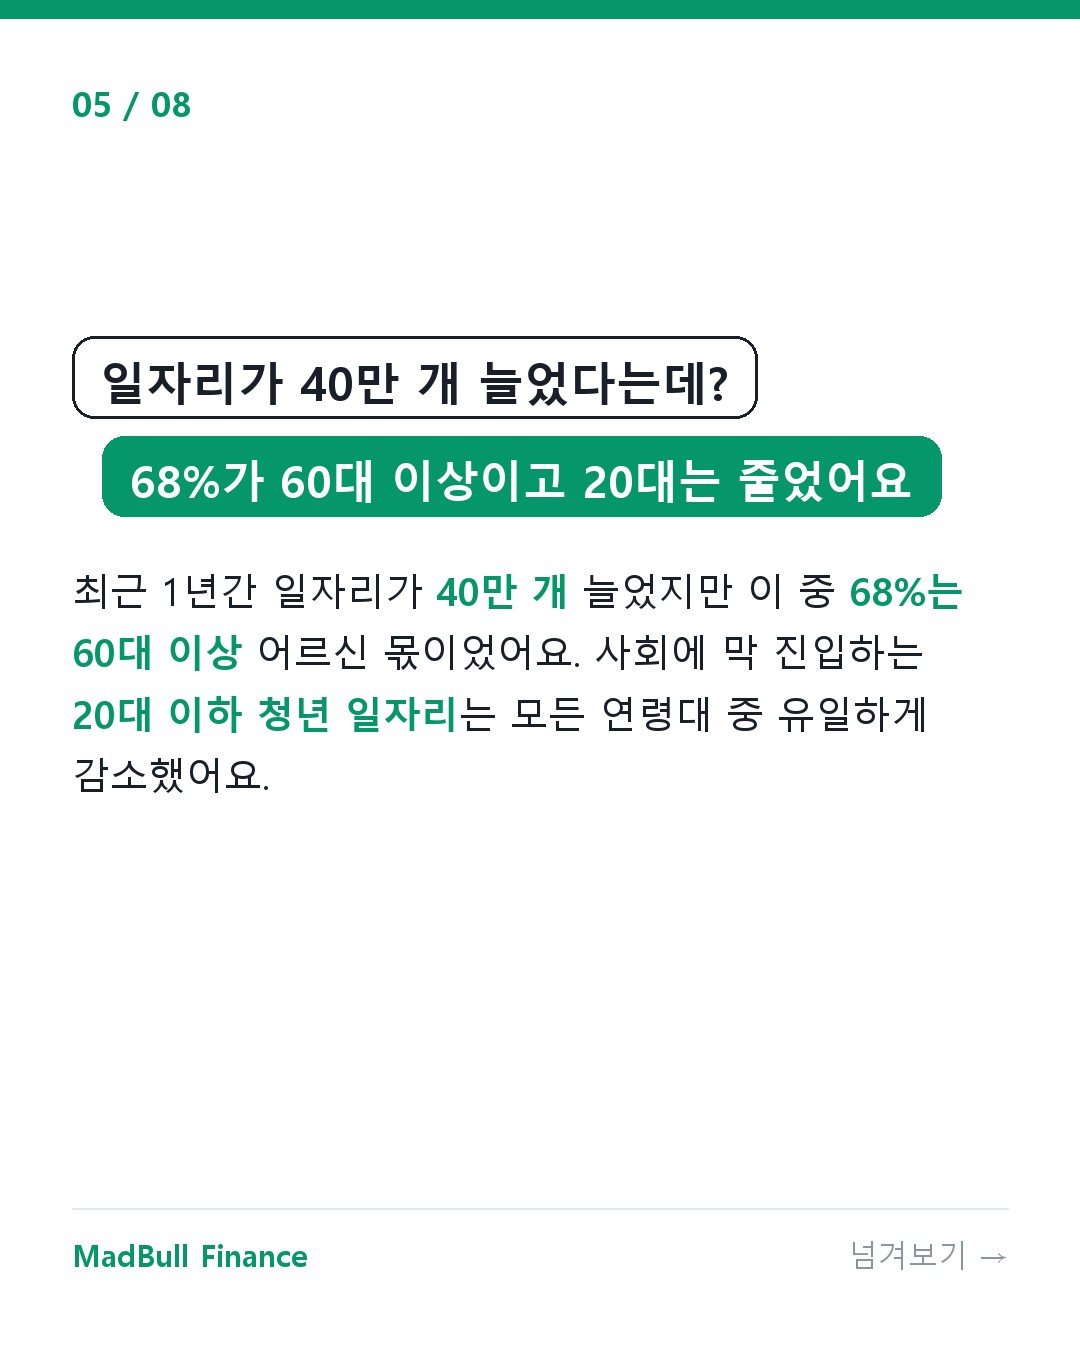 05 / 08
일자리가 40만 개 늘었다는데?
68%가 60대 이상이고 20대는 줄었어요
최근 1년간 일자리가 40만 개 늘었지만 이 중 68%는
60대 이상 어르신 몫이었어요. 사회에 막 진입하는
20대 이하 청년 일자리는 모든 연령대 중 유일하게
감소했어요.
MadBull Finance
넘겨보기 →